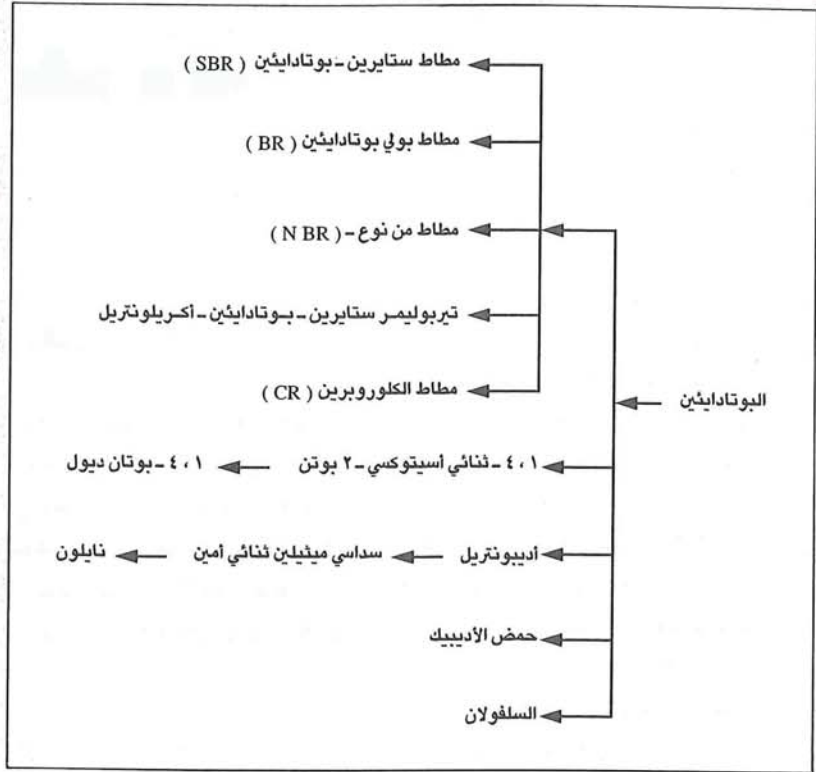 مطاط ستايرين - بوتادايئين ( SBR )
مطاط بولي بوتادايئين ( BR )
مطاط من نوع - ( N BR )
تيربوليمر ستايرين - بوتادايئين - أكريلونتريل
مطاط الكلوروبرين ( CR )
البوتادايئين
١ ، ٤ - ثنائي أسيتوكسي - ٢ بوتن
١ ، ٤ - بوتان ديول
أديبونتريل
سداسي ميثيلين ثنائي أمين
نايلون
حمض الأديبيك
السلفولان